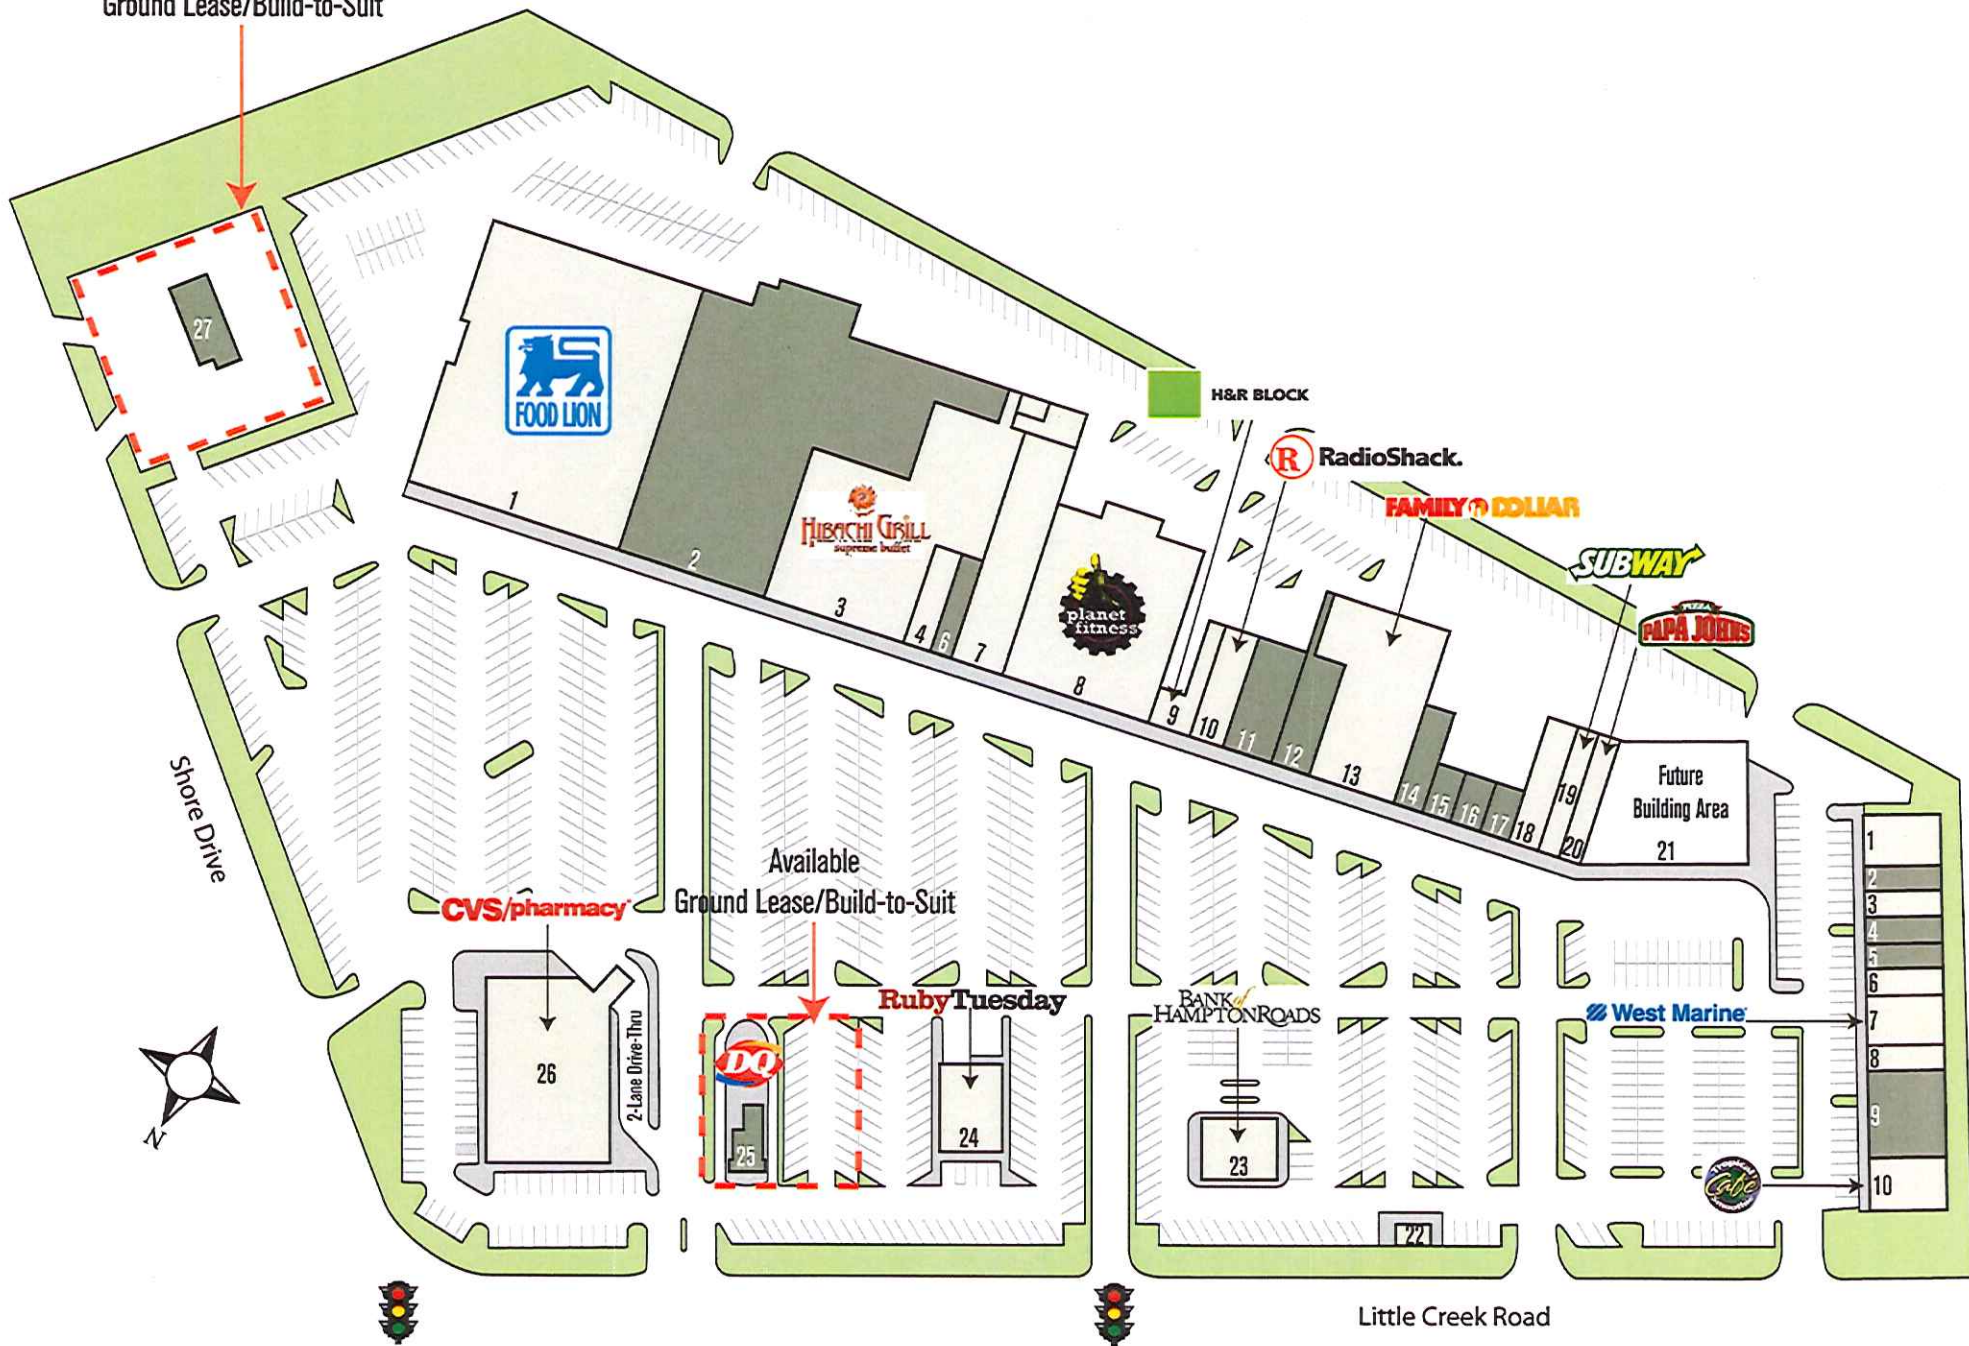 Ground Lease/Build-to-Suit
27
FOOD LION
1
2
HIBACHI GRILL
supreme buffet
3
4
6
7
planet
fitness
8
H&R BLOCK
R RadioShack.
FAMILY DOLLAR
SUBWAY
PIZZA
PAPA JOHNS
9
10
11
12
13
14
15
16
17
18
19
20
Future
Building Area
21
Shore Drive
CVS/pharmacy
Available
Ground Lease/Build-to-Suit
26
2-Lane Drive-Thru
DQ
25
RubyTuesday
24
BANK of
HAMPTON ROADS
23
22
West Marine
Tropical
Café
1
2
3
4
5
6
7
8
9
10
N
Little Creek Road